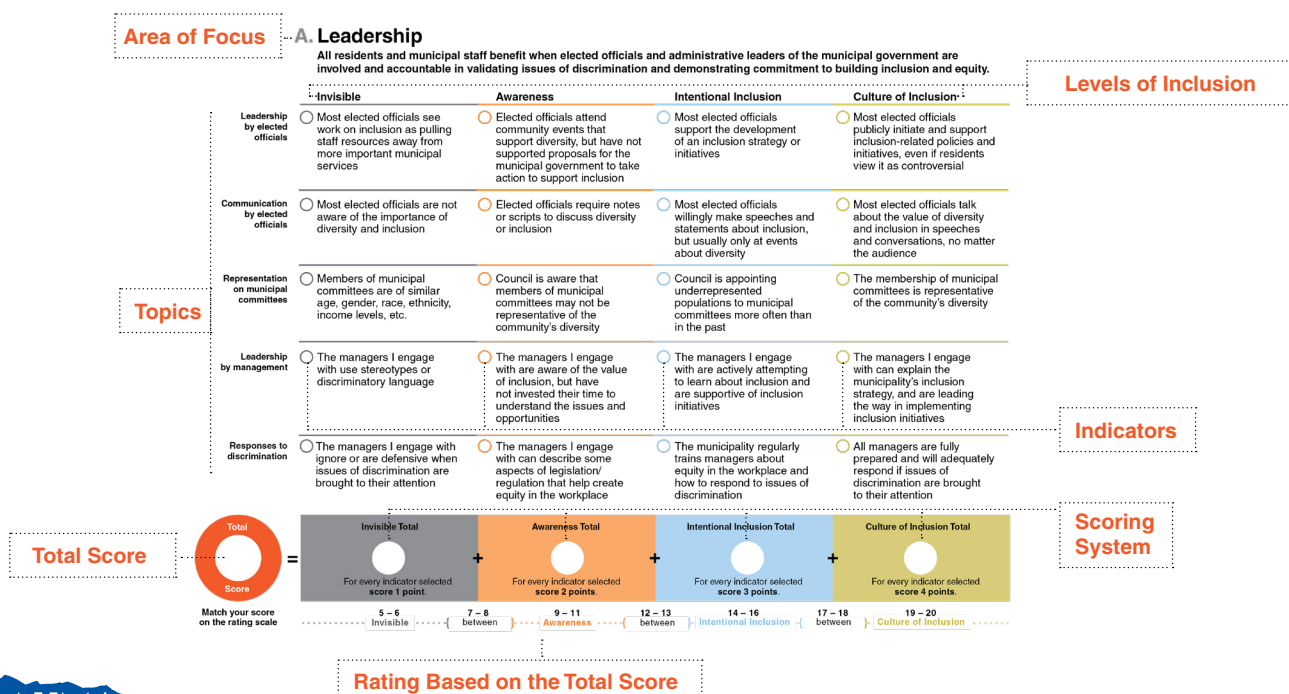 Area of Focus
A. Leadership
All residents and municipal staff benefit when elected officials and administrative leaders of the municipal government are
involved and accountable in validating issues of discrimination and demonstrating commitment to building inclusion and equity.
Levels of Inclusion
Invisible
Awareness
Intentional Inclusion
Culture of Inclusion
Topics
Leadership
by elected
officials
Most elected officials see
work on inclusion as pulling
staff resources away from
more important municipal
services
Elected officials attend
community events that
support diversity, but have not
supported proposals for the
municipal government to take
action to support inclusion
Most elected officials
support the development
of an inclusion strategy or
initiatives
Most elected officials
publicly initiate and support
inclusion-related policies and
initiatives, even if residents
view it as controversial
Communication
by elected
officials
Most elected officials are not
aware of the importance of
diversity and inclusion
Elected officials require notes
or scripts to discuss diversity
or inclusion
Most elected officials
willingly make speeches and
statements about inclusion,
but usually only at events
about diversity
Most elected officials talk
about the value of diversity
and inclusion in speeches
and conversations, no matter
the audience
Representation
on municipal
committees
Members of municipal
committees are of similar
age, gender, race, ethnicity,
income levels, etc.
Council is aware that
members of municipal
committees may not be
representative of the
community's diversity
Council is appointing
underrepresented
populations to municipal
committees more often than
in the past
The membership of municipal
committees is representative
of the community's diversity
Leadership
by management
The managers I engage
with use stereotypes or
discriminatory language
The managers I engage
with are aware of the value
of inclusion, but have
not invested their time to
understand the issues and
opportunities
The managers I engage
with are actively attempting
to learn about inclusion and
are supportive of inclusion
initiatives
The managers I engage
with can explain the
municipality's inclusion
strategy, and are leading
the way in implementing
inclusion initiatives
Indicators
Responses to
discrimination
The managers I engage with
ignore or are defensive when
issues of discrimination are
brought to their attention
The managers I engage
with can describe some
aspects of legislation/
regulation that help create
equity in the workplace
The municipality regularly
trains managers about
equity in the workplace and
how to respond to issues of
discrimination
All managers are fully
prepared and will adequately
respond if issues of
discrimination are brought
to their attention
Scoring
System
Total Score
Total
Score
=
Invisible Total
For every indicator selected
score 1 point.
+
Awareness Total
For every indicator selected
score 2 points.
+
Intentional Inclusion Total
For every indicator selected
score 3 points.
+
Culture of Inclusion Total
For every indicator selected
score 4 points.
Match your score
on the rating scale
5 – 6
Invisible
7 – 8
between
9 – 11
Awareness
12 – 13
between
14 – 16
Intentional Inclusion
17 – 18
between
19 – 20
Culture of Inclusion
Rating Based on the Total Score